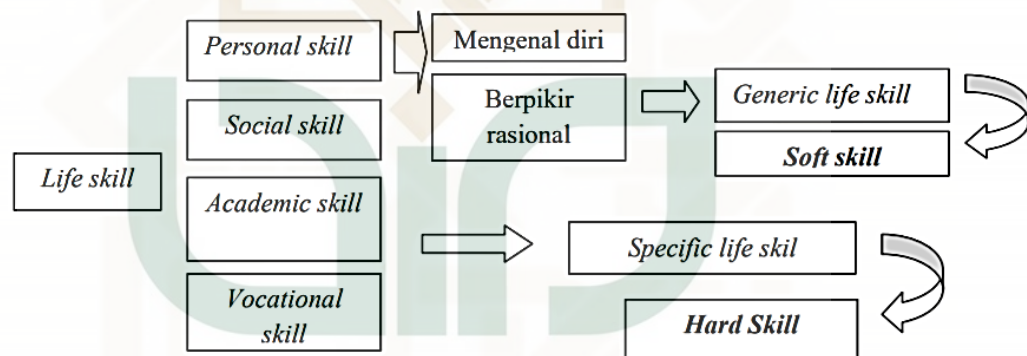 Personal skill
Mengenal diri
Berpikir
rasional
Generic life skill
Soft skill
Social skill
Life skill
Academic skill
Specific life skil
Hard Skill
Vocational
skill